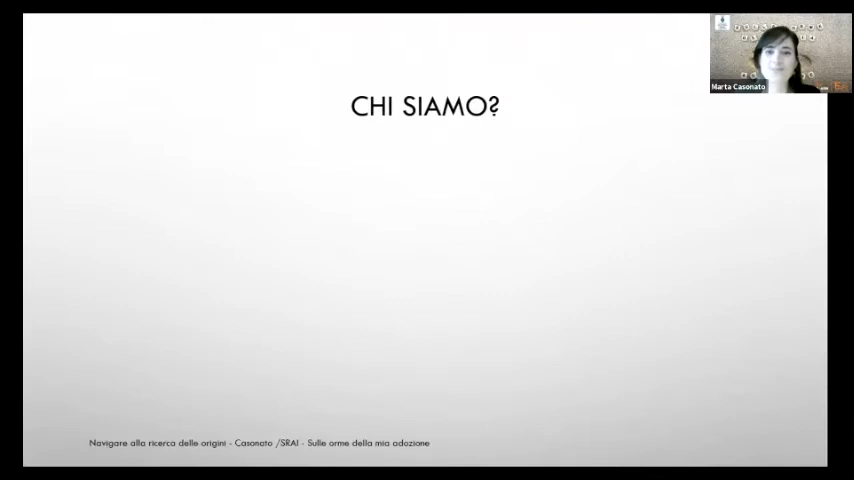 CHI SIAMO?
Marta Casonato
Navigare alla ricerca delle origini - Casonato /SRAI - Sulle orme della mia adozione